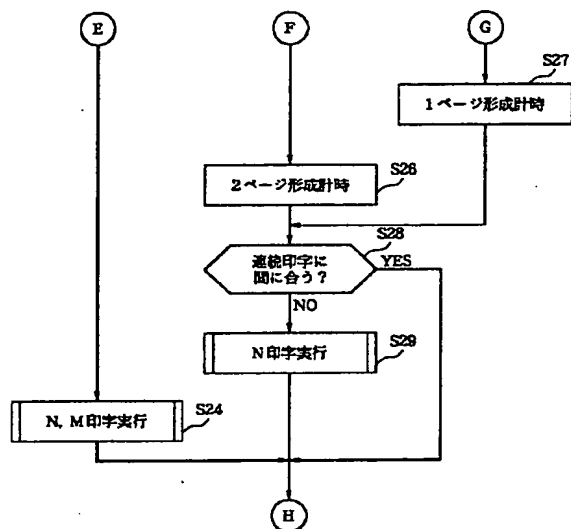 E
F
G
S27
1ページ形成計時
S26
2ページ形成計時
S28
連続印字に
間に合う?
YES
NO
S29
N印字実行
S24
N, M印字実行
H